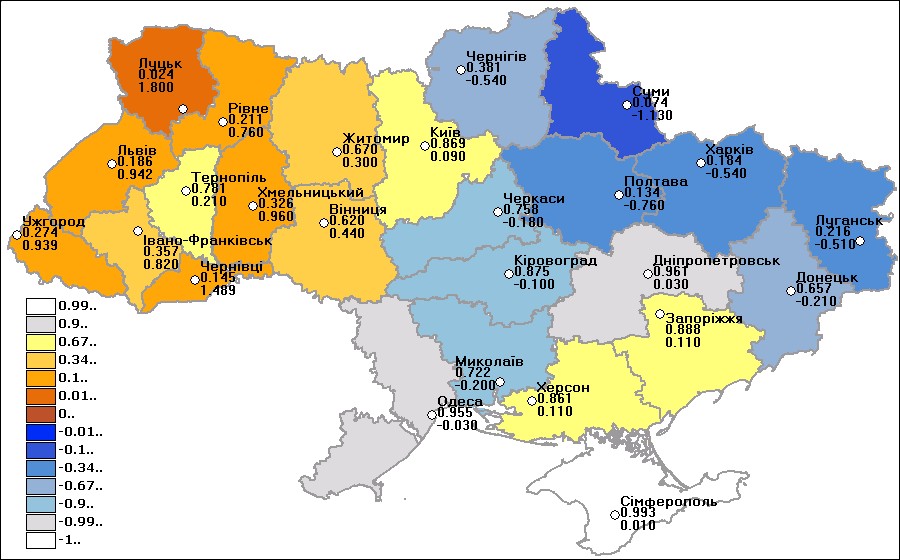 Луцьк
0.024
1.800
Рівне
0.211
0.760
Львів
0.186
0.942
Тернопіль
0.781
0.210
Ужгород
0.274
0.939
Івано-Франківськ
0.357
0.820
Чернівці
0.145
1.489
Хмельницький
0.326
0.960
Житомир
0.670
0.300
Вінниця
0.620
0.440
Київ
0.869
0.090
Чернігів
0.381
-0.540
Суми
0.074
-1.130
Харків
0.184
-0.540
Полтава
0.134
-0.760
Черкаси
0.758
-0.180
Луганськ
0.216
-0.510
Кіровоград
0.875
-0.100
Дніпропетровськ
0.961
0.030
Донецьк
0.657
-0.210
Запоріжжя
0.888
0.110
Миколаїв
0.722
-0.200
Херсон
0.861
0.110
Одеса
0.955
-0.030
Сімферополь
0.993
0.010
0.99..
0.9..
0.67..
0.34..
0.1..
0.01..
0..
-0.01..
-0.1..
-0.34..
-0.67..
-0.9..
-0.99..
-1..